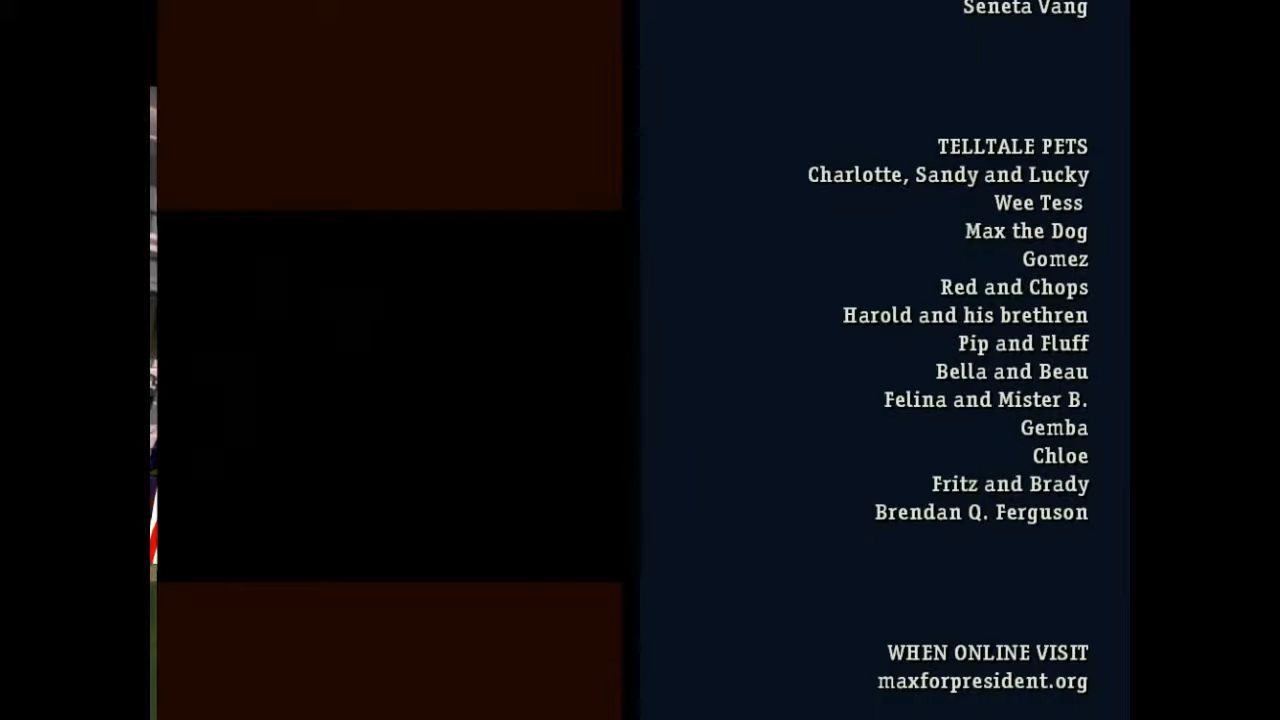 Seneta Vang
TELLTALE PETS
Charlotte, Sandy and Lucky
Wee Tess
Max the Dog
Gomez
Red and Chops
Harold and his brethren
Pip and Fluff
Bella and Beau
Felina and Mister B.
Gemba
Chloe
Fritz and Brady
Brendan Q. Ferguson
WHEN ONLINE VISIT
maxforpresident.org